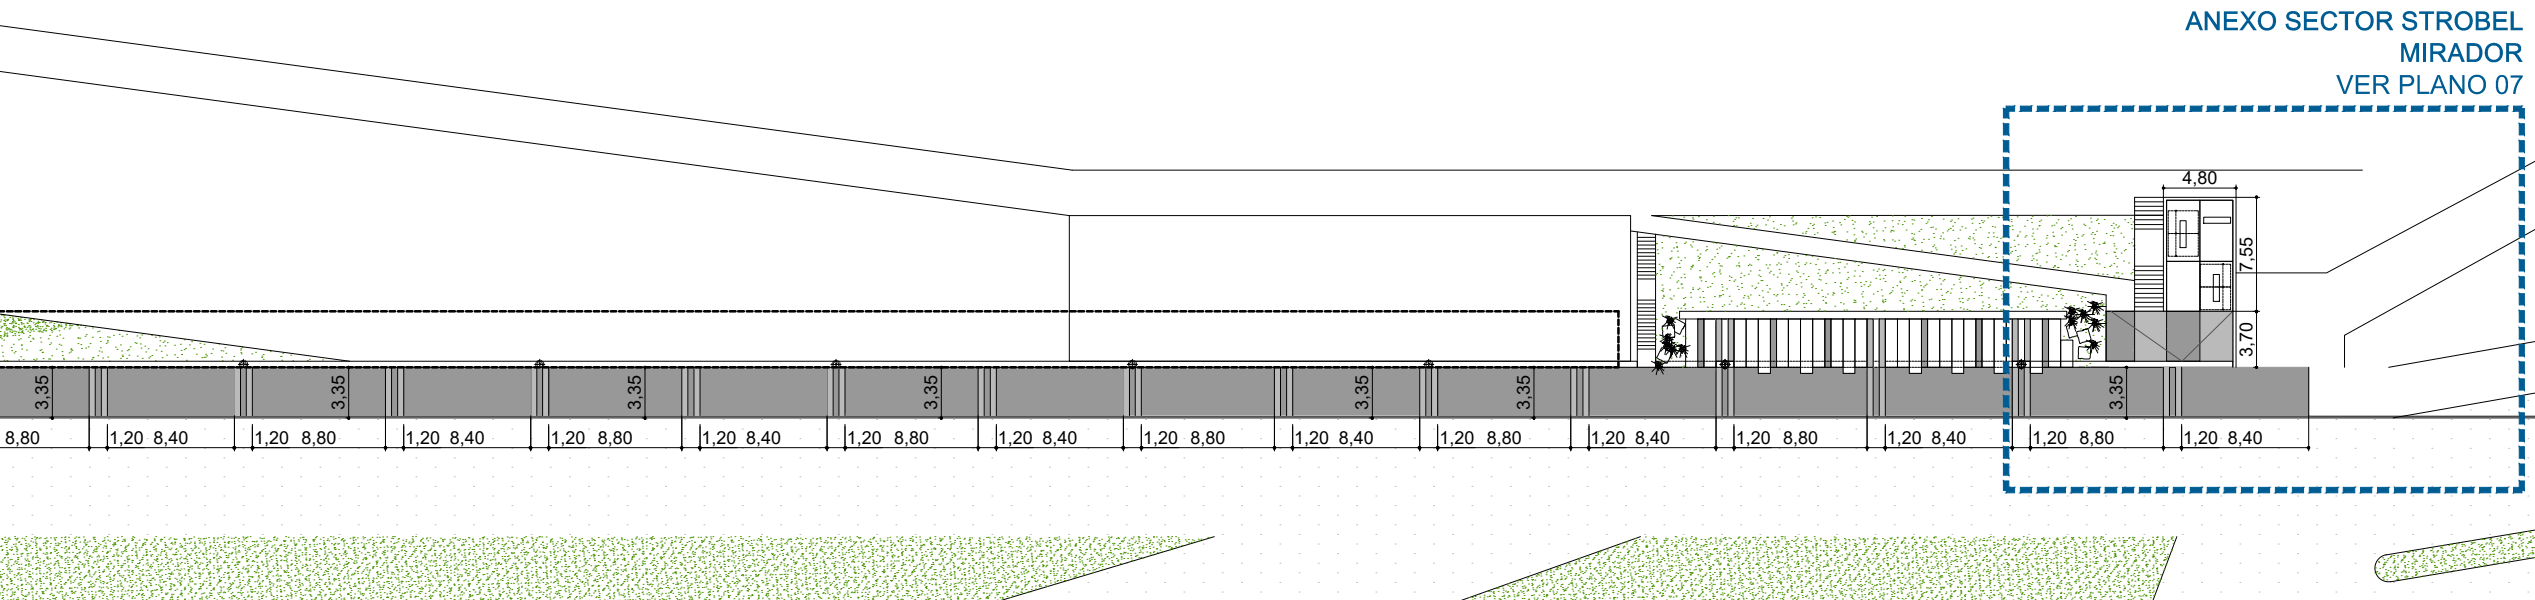 ANEXO SECTOR STROBEL
MIRADOR
VER PLANO 07
4,80
7,55
3,70
3,35 3,35 3,35 3,35 3,35 3,35 3,35
8,80 1,20 8,40 1,20 8,80 1,20 8,40 1,20 8,80 1,20 8,40 1,20 8,80 1,20 8,40 1,20 8,80 1,20 8,40 1,20 8,80 1,20 8,40 1,20 8,80 1,20 8,40 1,20 8,80 1,20 8,40